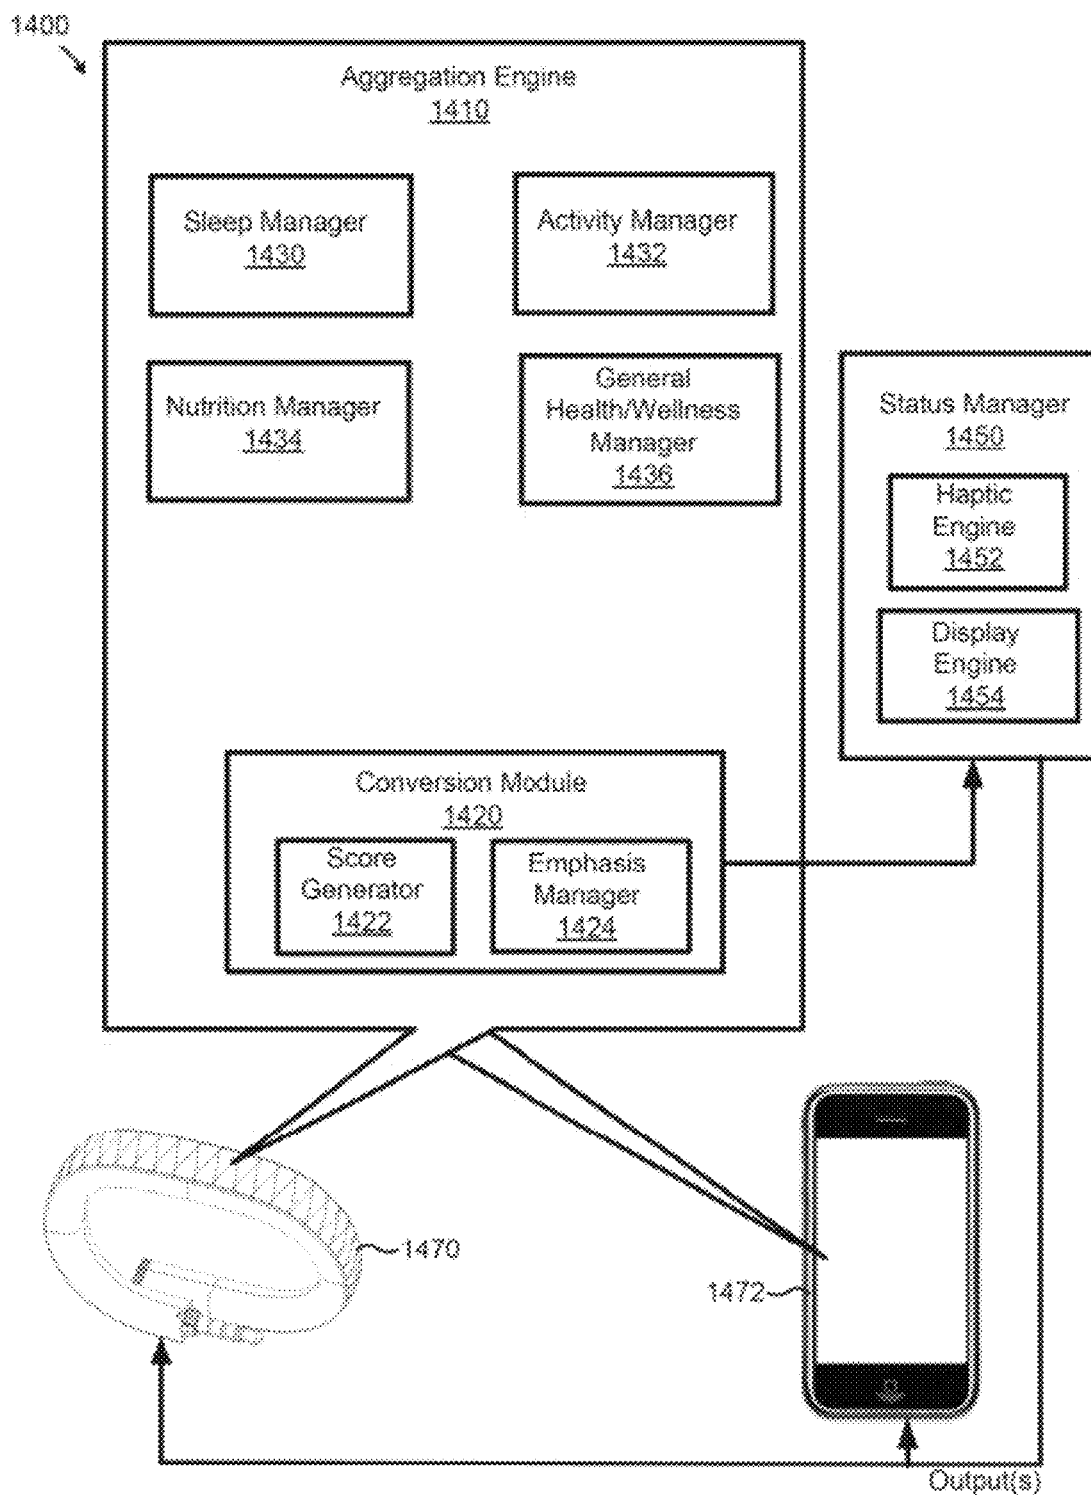 1400
Aggregation Engine
1410
Sleep Manager
1430
Activity Manager
1432
Nutrition Manager
1434
General
Health/Wellness
Manager
1436
Status Manager
1450
Haptic
Engine
1452
Display
Engine
1454
Conversion Module
1420
Score
Generator
1422
Emphasis
Manager
1424
1470
1472
Output(s)